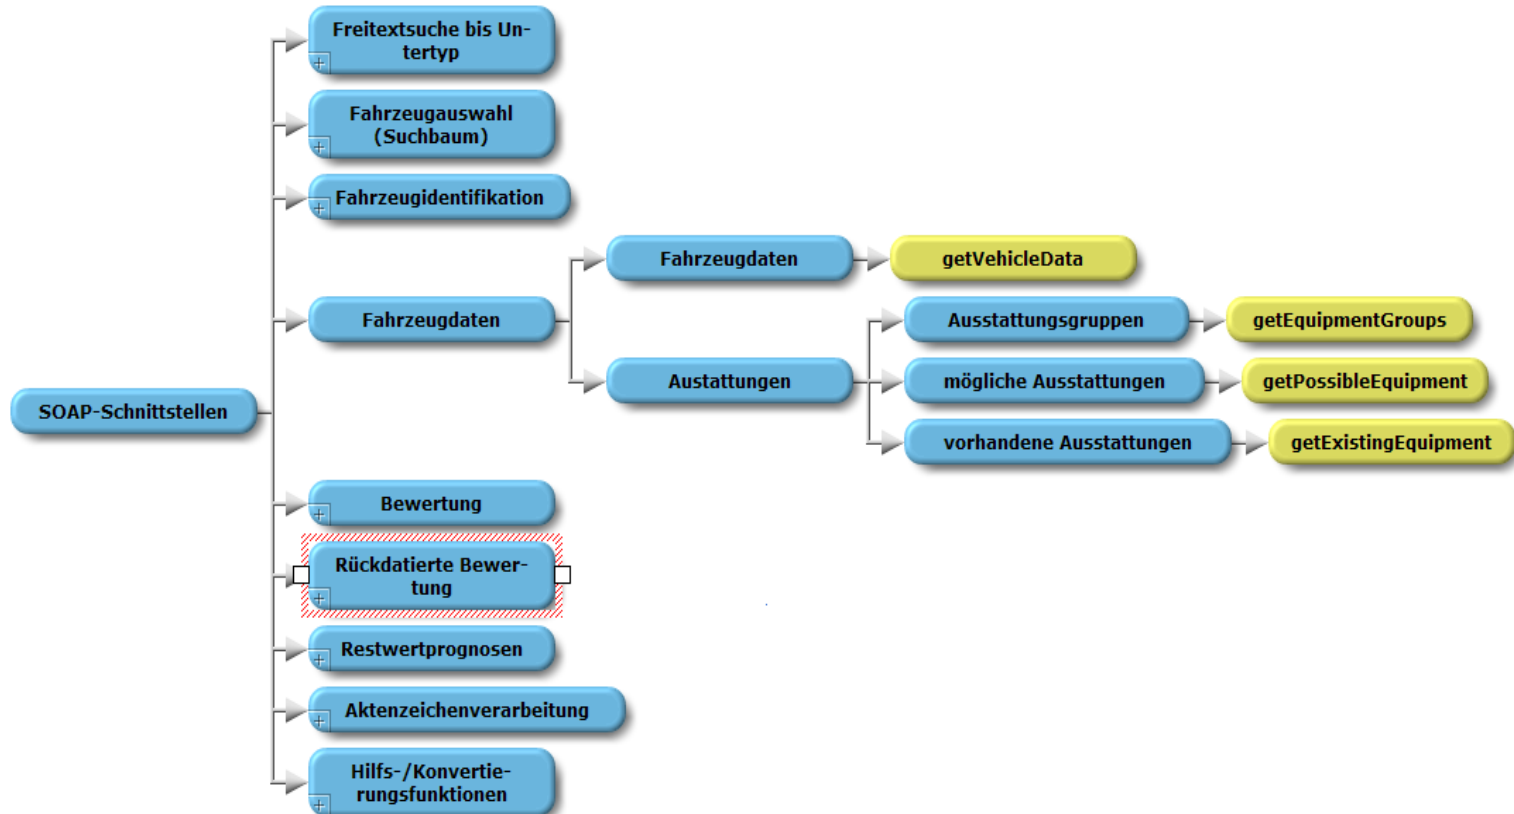 Freitextsuche bis Un-
tertyp
Fahrzeugauswahl
(Suchbaum)
Fahrzeugidentifikation
Fahrzeugdaten
getVehicleData
Fahrzeugdaten
Ausstattungsgruppen
getEquipmentGroups
Austattungen
mögliche Ausstattungen
getPossibleEquipment
SOAP-Schnittstellen
vorhandene Ausstattungen
getExistingEquipment
Bewertung
Rückdatierte Bewer-
tung
Restwertprognosen
Aktenzeichenverarbeitung
Hilfs-/Konvertie-
rungsfunktionen